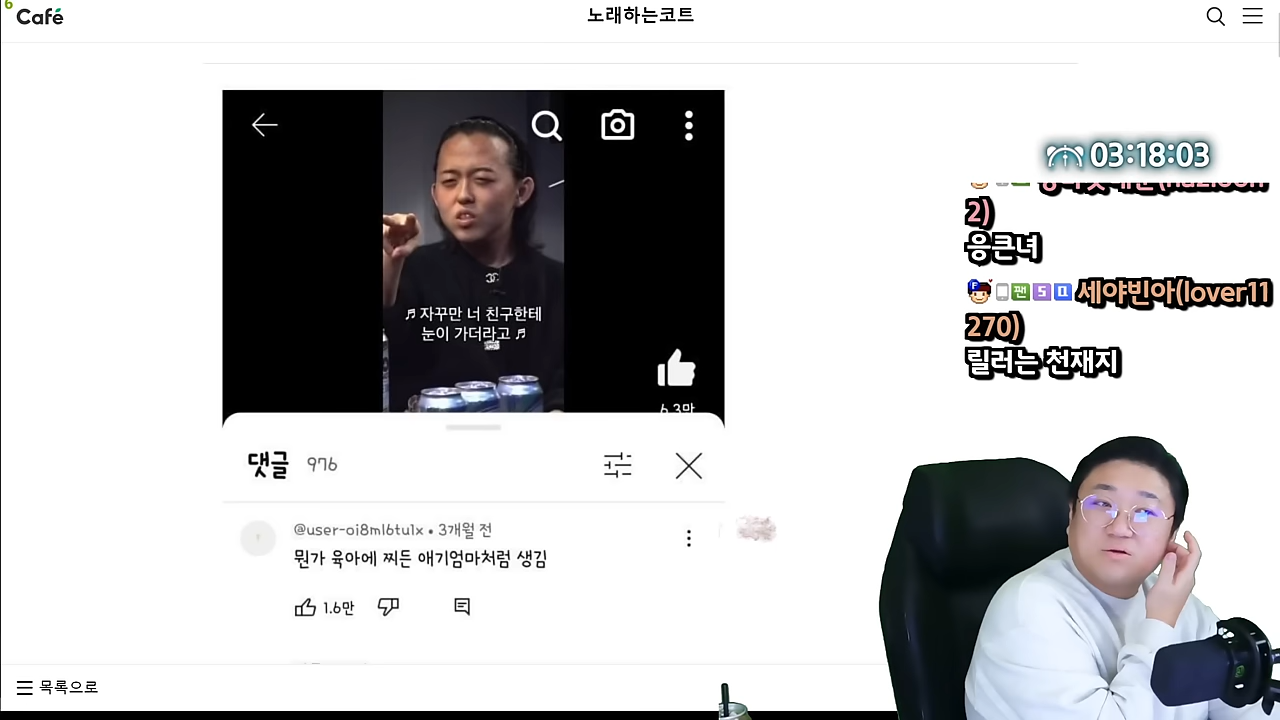 6
Café
노래하는코트
03:18:03
2)
응큰녀
F 팬 S 세야빈아(lover11
270)
릴러는 천재지
♬ 자꾸만 너 친구한테
눈이 가더라고 ♬
6.3만
댓글 976
@user-oi8ml6tu1x • 3개월 전
뭔가 육아에 찌든 애기엄마처럼 생김
1.6만
목록으로